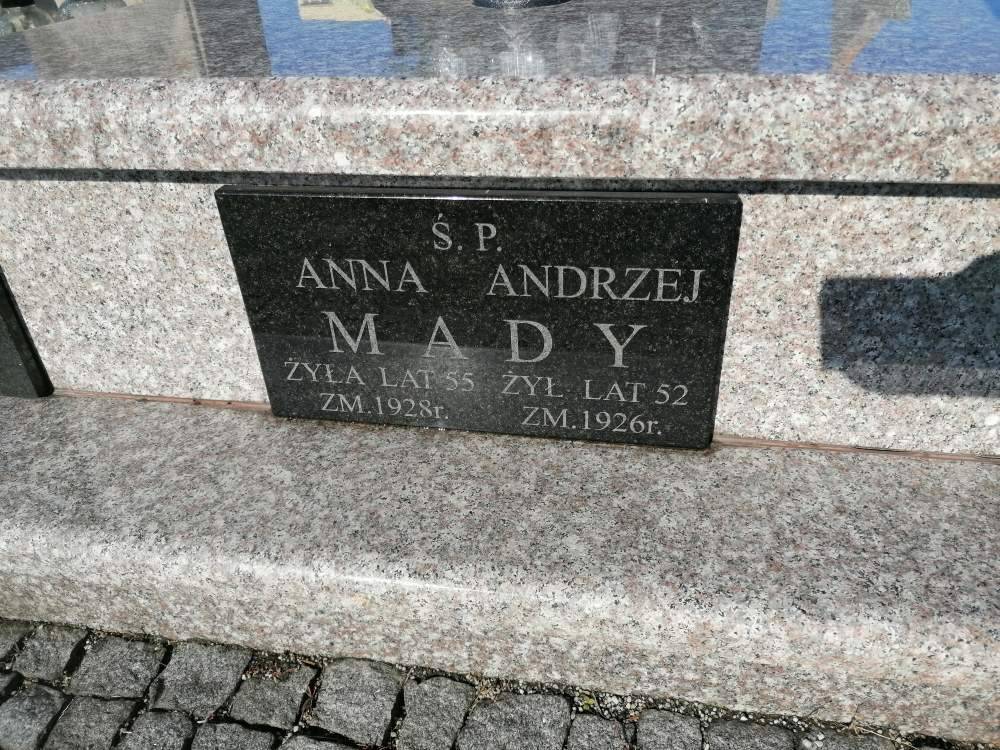 Ś. P.
ANNA ANDRZEJ
MADY
ŻYŁA LAT 55 ŻYŁ LAT 52
ZM.1928r. ZM.1926r.